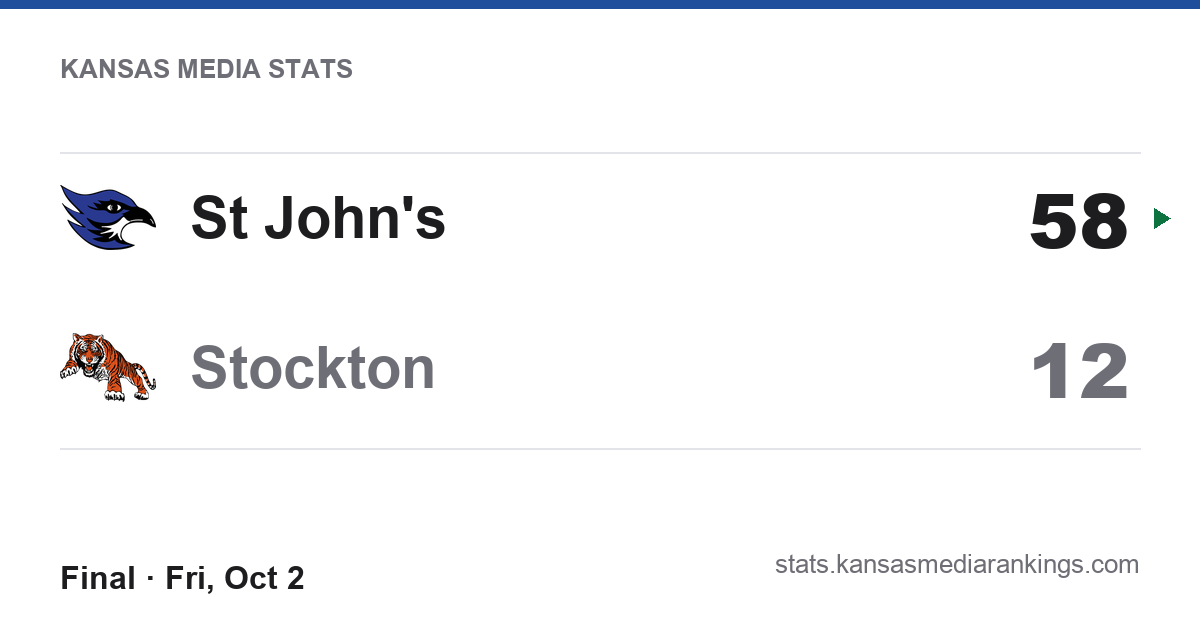 KANSAS MEDIA STATS
St John's 58
Stockton 12
Final · Fri, Oct 2
stats.kansasmediarankings.com